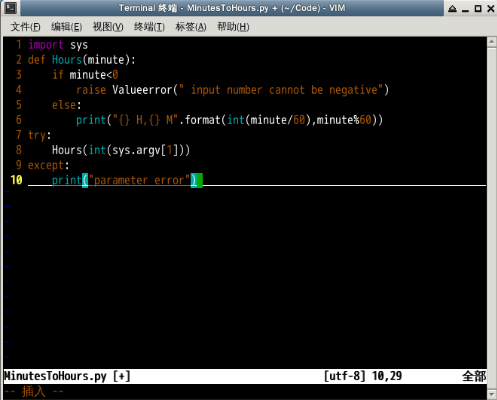 Terminal 终端 - MinutesToHours.py + (~/Code) - VIM
文件(F) 编辑(E) 视图(V) 终端(T) 标签(A) 帮助(H)
1 import sys
2 def Hours(minute):
3     if minute<0
4         raise Valueerror(" input number cannot be negative")
5     else:
6         print("{} H,{} M".format(int(minute/60),minute%60))
7 try:
8     Hours(int(sys.argv[1]))
9 except:
10     print("parameter error")
~
~
~
~
~
~
~
~
~
~
~
~
MinutesToHours.py [+] [utf-8] 10,29 全部
-- 插入 --